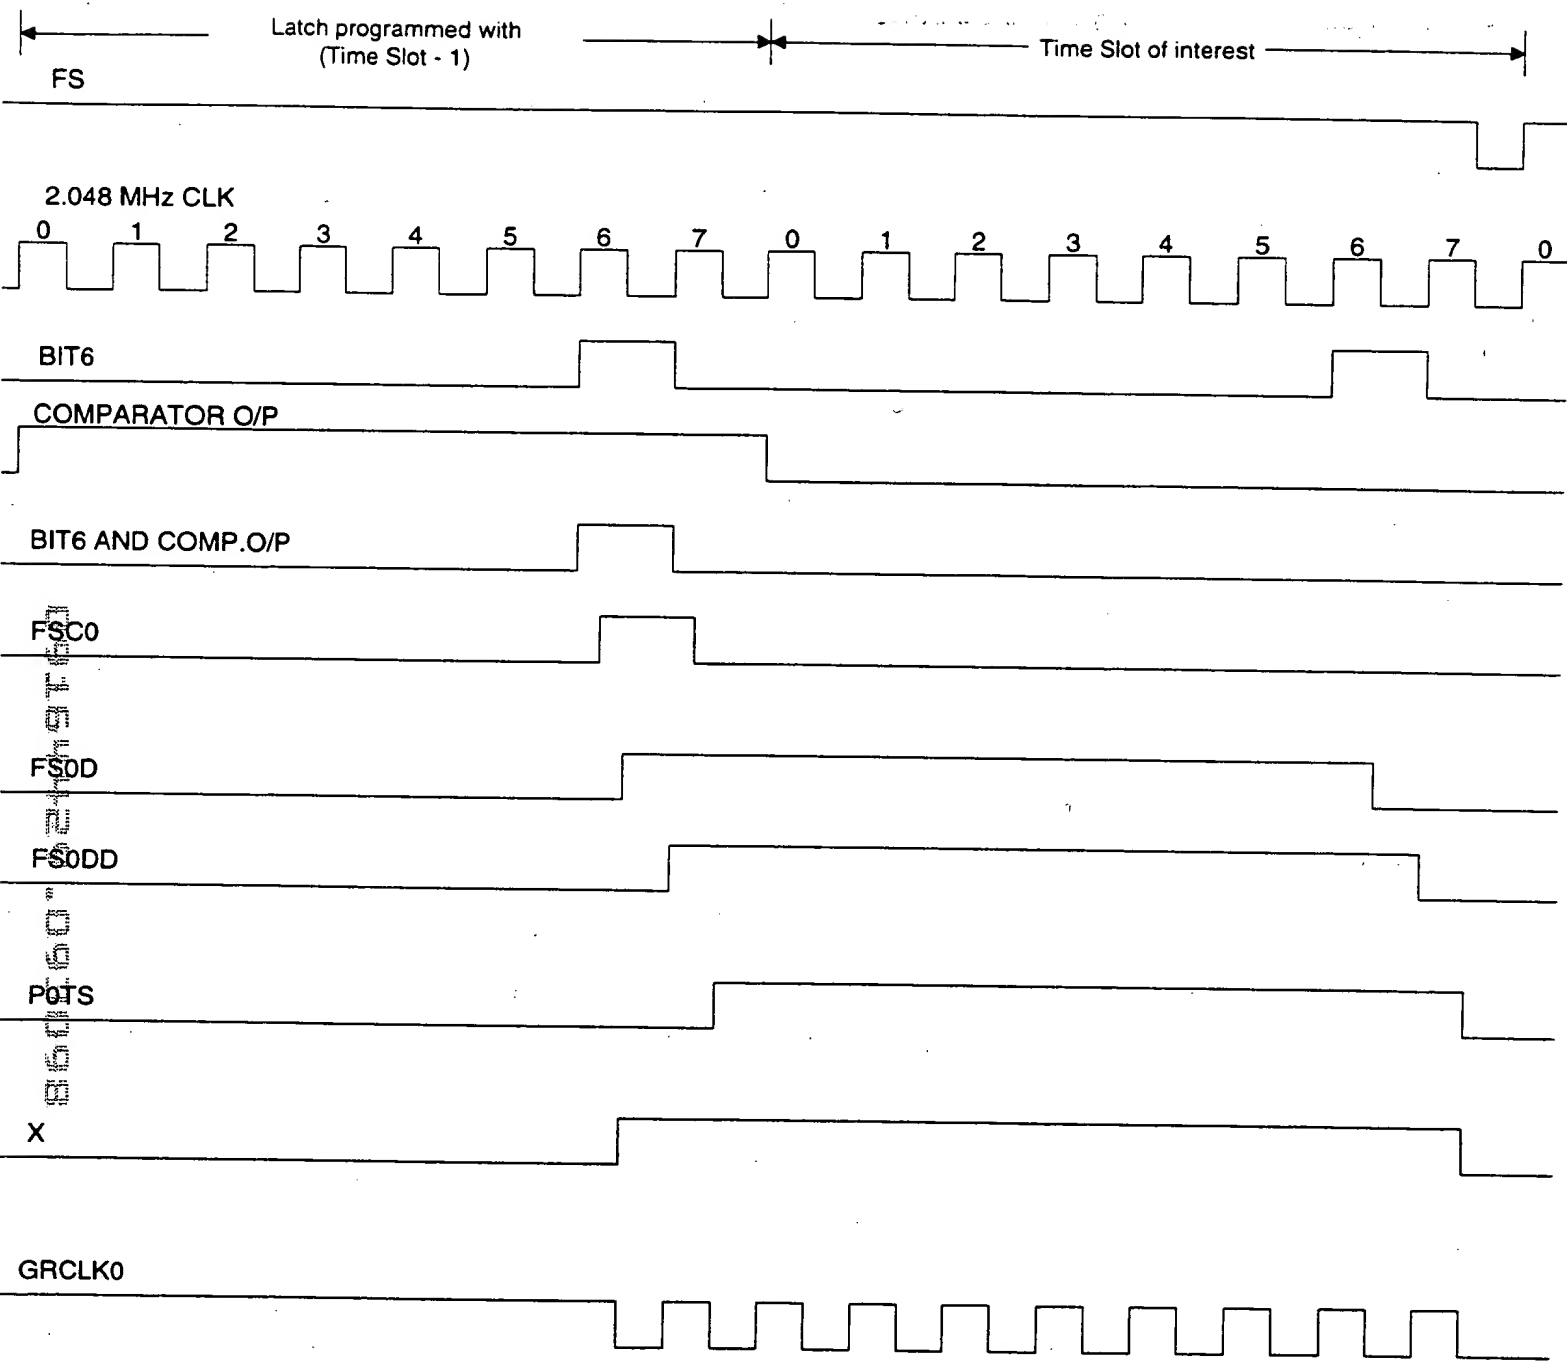 Latch programmed with
(Time Slot - 1)
Time Slot of interest
FS
2.048 MHz CLK
0 1 2 3 4 5 6 7 0 1 2 3 4 5 6 7 0
BIT6
COMPARATOR O/P
BIT6 AND COMP.O/P
FSC0
FS0D
FS0DD
P0TS
X
GRCLK0